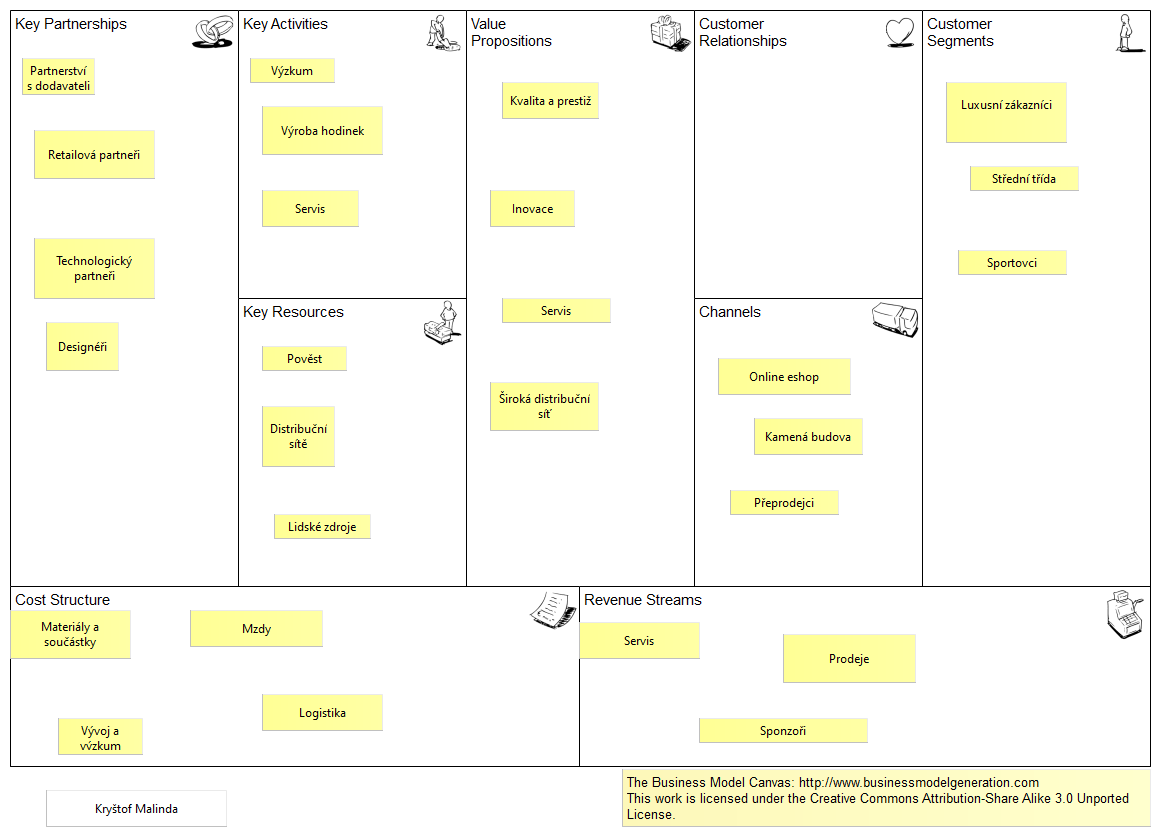 Key Partnerships
Partnerství
s dodavateli
Retailová partneři
Technologický
partneři
Designéři
Key Activities
Výzkum
Výroba hodinek
Servis
Key Resources
Pověst
Distribuční
sítě
Lidské zdroje
Value
Propositions
Kvalita a prestiž
Inovace
Servis
Široká distribuční
síť
Customer
Relationships
Channels
Online eshop
Kamená budova
Přeprodejci
Customer
Segments
Luxusní zákazníci
Střední třída
Sportovci
Cost Structure
Materiály a
součástky
Mzdy
Logistika
Vývoj a
výzkum
Revenue Streams
Servis
Prodeje
Sponzoři
Kryštof Malinda
The Business Model Canvas: http://www.businessmodelgeneration.com
This work is licensed under the Creative Commons Attribution-Share Alike 3.0 Unported
License.